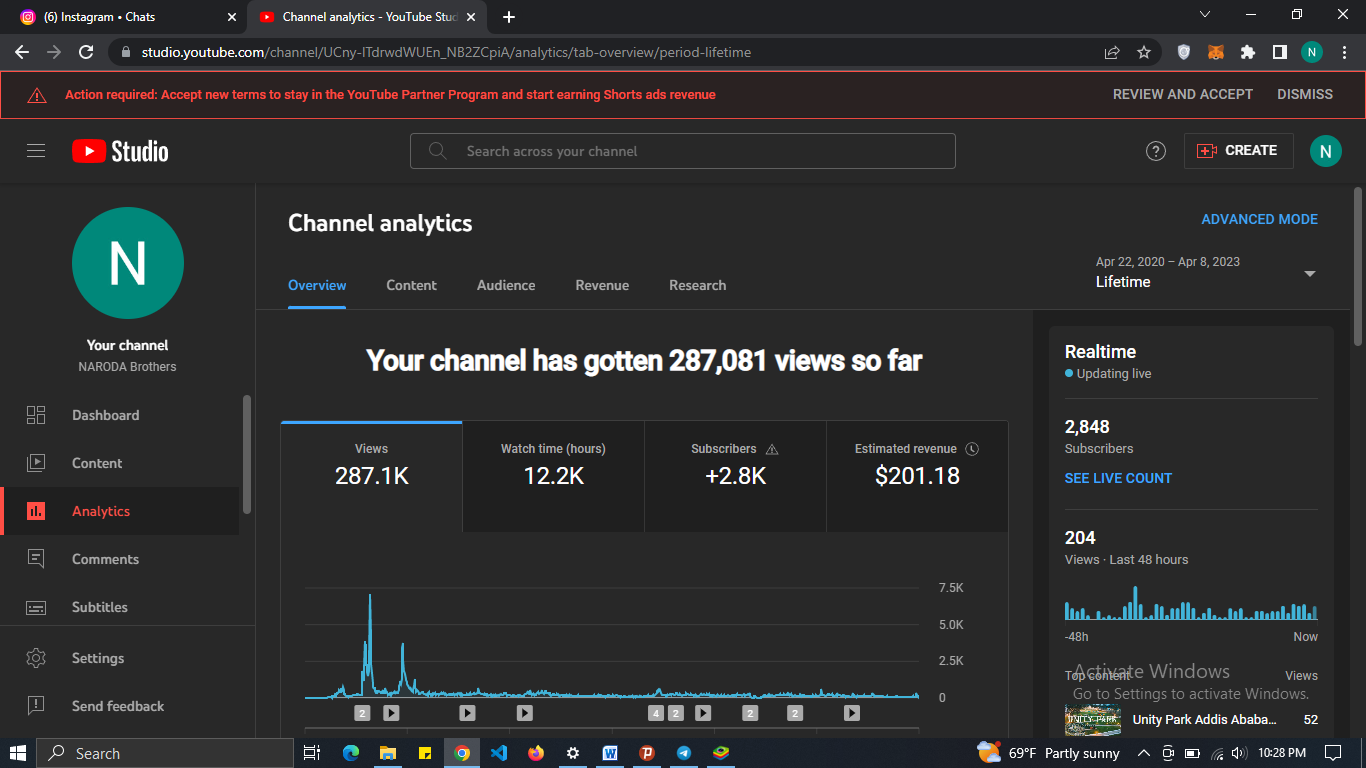 (6) Instagram • Chats
Channel analytics - YouTube Stud
studio.youtube.com/channel/UCny-lTdrwdWUEn_NB2ZCpiA/analytics/tab-overview/period-lifetime
N
Action required: Accept new terms to stay in the YouTube Partner Program and start earning Shorts ads revenue
REVIEW AND ACCEPT
DISMISS
Studio
Search across your channel
CREATE
N
N
Your channel
NARODA Brothers
Dashboard
Content
Analytics
Comments
Subtitles
Settings
Send feedback
Channel analytics
ADVANCED MODE
Apr 22, 2020 – Apr 8, 2023
Lifetime
Overview
Content
Audience
Revenue
Research
Your channel has gotten 287,081 views so far
Views
287.1K
Watch time (hours)
12.2K
Subscribers
+2.8K
Estimated revenue
$201.18
7.5K
5.0K
2.5K
0
2
4
2
2
2
Realtime
Updating live
2,848
Subscribers
SEE LIVE COUNT
204
Views · Last 48 hours
-48h
Now
Top content
Views
Activate Windows
Go to Settings to activate Windows.
UNITY PARK
Unity Park Addis Ababa...
52
Search
69°F Partly sunny
10:28 PM